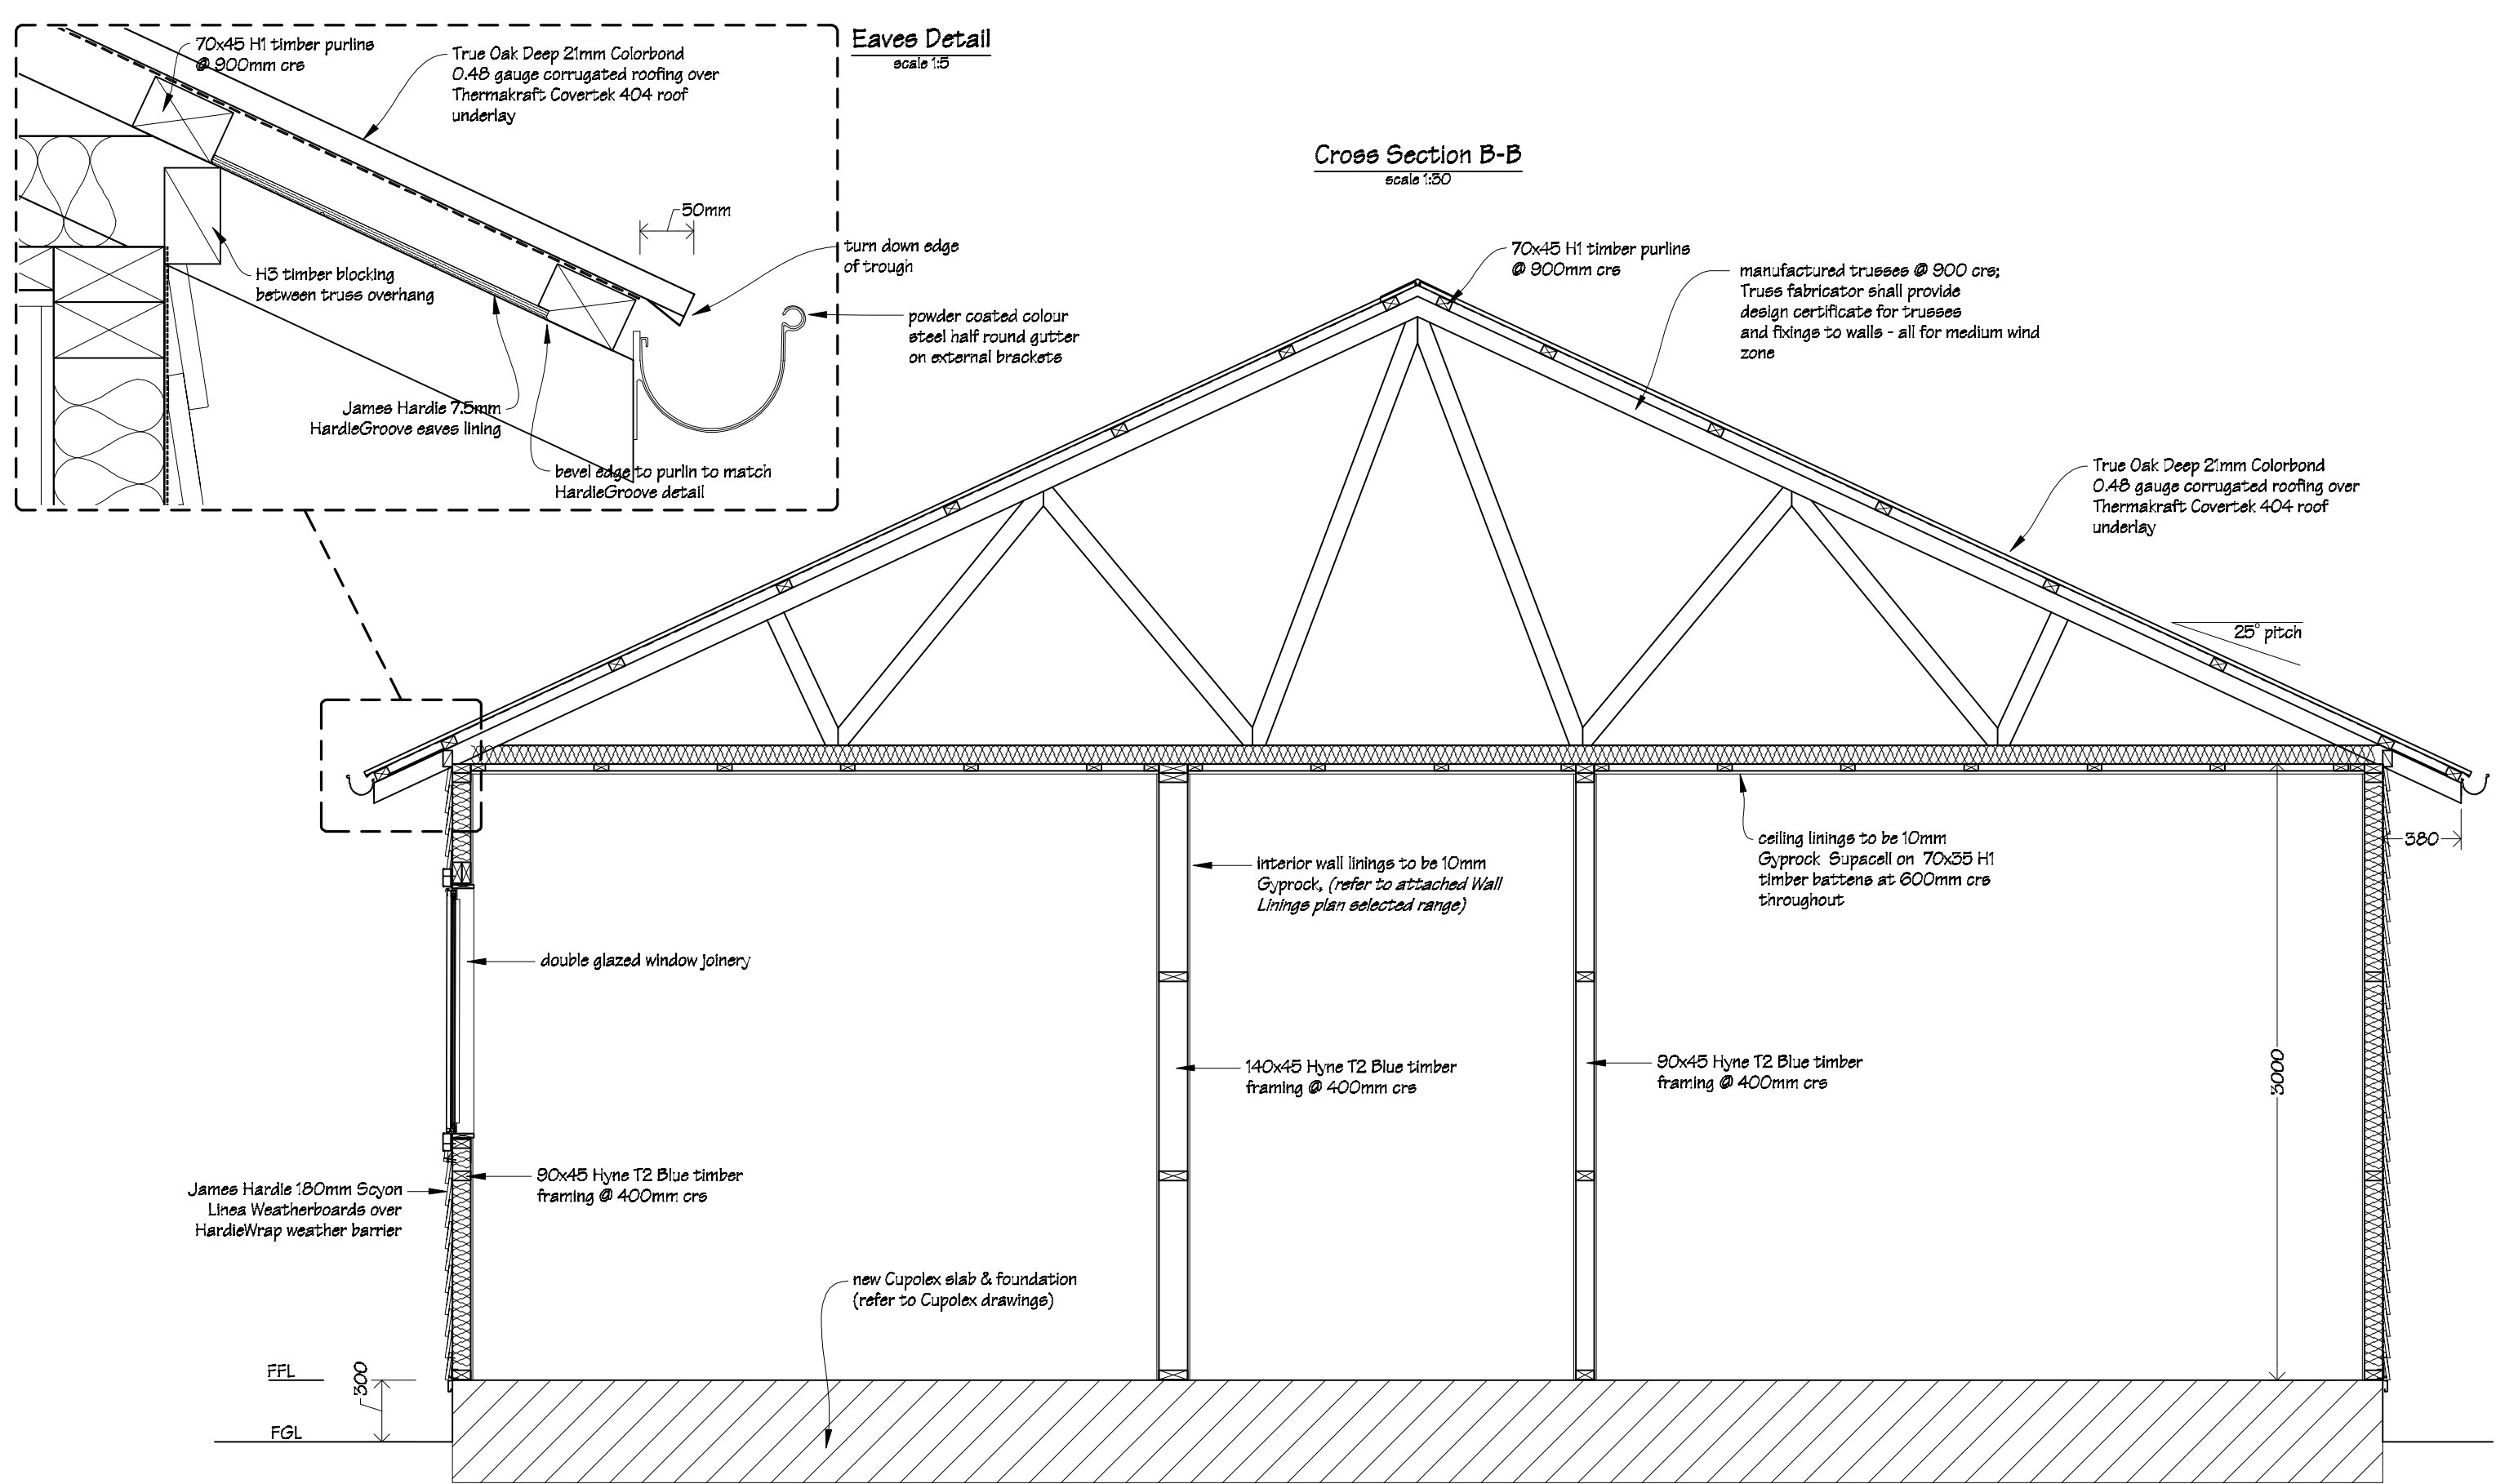 Eaves Detail
scale 1:5
70x45 H1 timber purlins
@ 900mm crs
True Oak Deep 21mm Colorbond
0.48 gauge corrugated roofing over
Thermakraft Covertek 404 roof
underlay
50mm
turn down edge
of trough
H3 timber blocking
between truss overhang
powder coated colour
steel half round gutter
on external brackets
James Hardie 7.5mm
HardieGroove eaves lining
bevel edge to purlin to match
HardieGroove detail
Cross Section B-B
scale 1:30
70x45 H1 timber purlins
@ 900mm crs
manufactured trusses @ 900 crs;
Truss fabricator shall provide
design certificate for trusses
and fixings to walls - all for medium wind
zone
True Oak Deep 21mm Colorbond
0.48 gauge corrugated roofing over
Thermakraft Covertek 404 roof
underlay
25° pitch
380
ceiling linings to be 10mm
Gyprock Supacell on 70x35 H1
timber battens at 600mm crs
throughout
interior wall linings to be 10mm
Gyprock, (refer to attached Wall
Linings plan selected range)
double glazed window joinery
140x45 Hyne T2 Blue timber
framing @ 400mm crs
90x45 Hyne T2 Blue timber
framing @ 400mm crs
3000
90x45 Hyne T2 Blue timber
framing @ 400mm crs
James Hardie 180mm Scyon
Linea Weatherboards over
HardieWrap weather barrier
new Cupolex slab & foundation
(refer to Cupolex drawings)
FFL
300
FGL